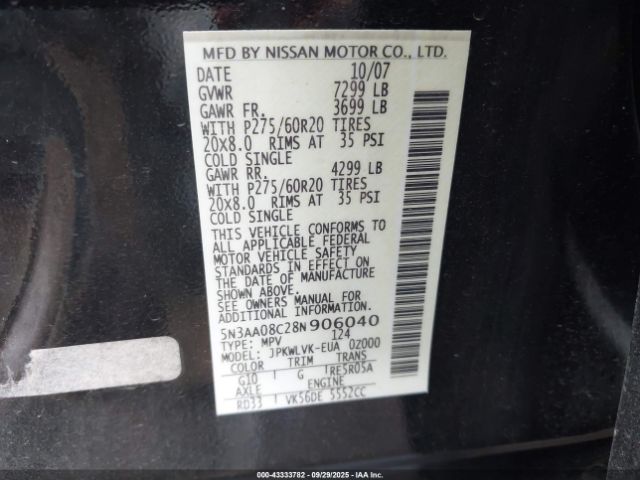 MFD BY NISSAN MOTOR CO., LTD.
DATE 10/07
GVWR 7299 LB
GAWR FR. 3699 LB
WITH P275/60R20 TIRES
20X8.0 RIMS AT 35 PSI
COLD SINGLE
GAWR RR. 4299 LB
WITH P275/60R20 TIRES
20X8.0 RIMS AT 35 PSI
COLD SINGLE
THIS VEHICLE CONFORMS TO
ALL APPLICABLE FEDERAL
MOTOR VEHICLE SAFETY
STANDARDS IN EFFECT ON
THE DATE OF MANUFACTURE
SHOWN ABOVE
SEE OWNERS MANUAL FOR
ADDITIONAL INFORMATION
5N3AA08C28N906040
TYPE: MPV 124
MODEL: JPKWLVK-EUA 0Z000
COLOR TRIM TRANS
G10 G RE5R05A
AXLE ENGINE
RD33 VK56DE 5552CC
000-43333782 - 09/29/2025 - IAA Inc.